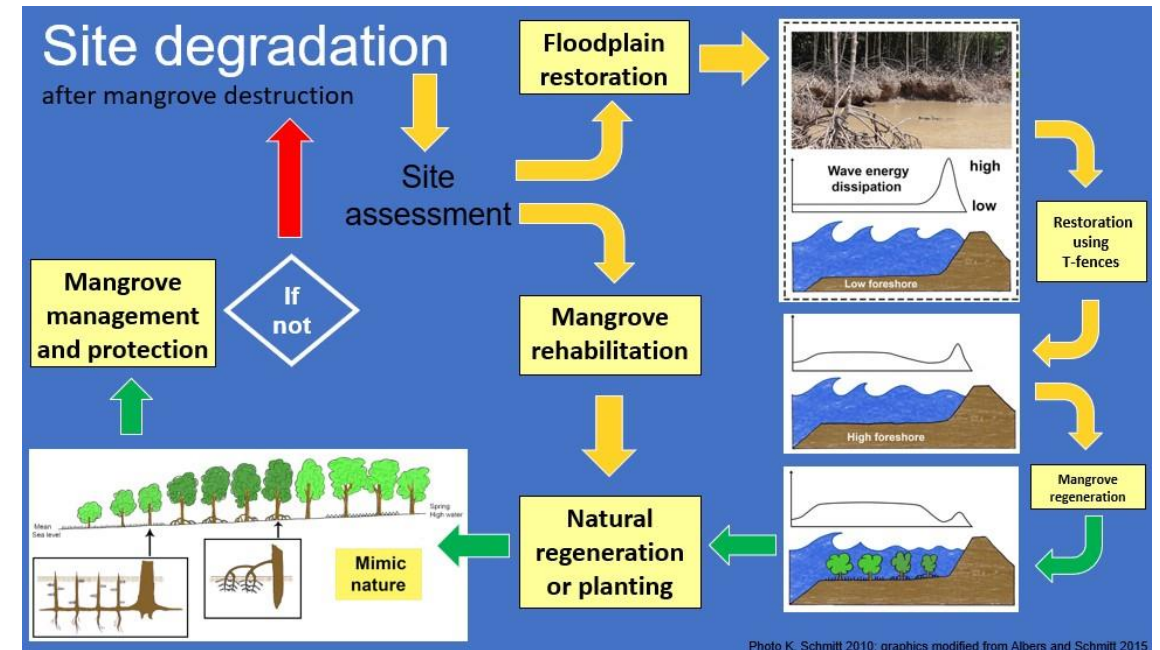 Site degradation
after mangrove destruction
Site
assessment
Floodplain
restoration
Wave energy
dissipation
high
low
Low foreshore
Restoration
using
T-fences
High foreshore
Mangrove
regeneration
Mangrove
rehabilitation
Natural
regeneration
or planting
Mimic
nature
Mean
Sea level
Spring
High water
Mangrove
management
and protection
If
not
Photo K. Schmitt 2010; graphics modified from Albers and Schmitt 2015